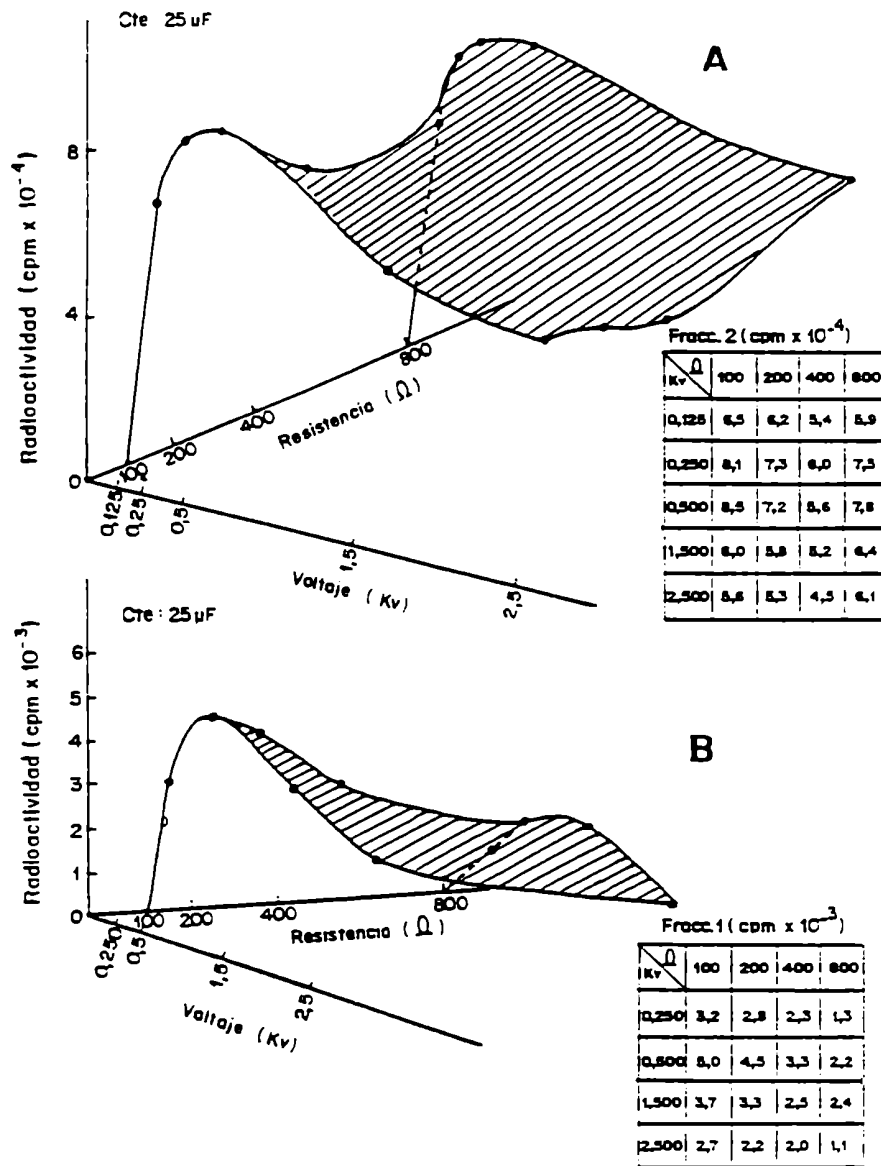 Cte 25 µF
A
Radioactividad (cpm x 10⁻⁴)
8
4
0
100
200
400
800
Resistencia (Ω)
0,125
0,25
0,5
1,5
2,5
Voltaje (Kv)
Fracc. 2 (cpm x 10⁻⁴)
Kv Ω 100 200 400 800
0,125 6,5 6,2 5,4 5,9
0,250 8,1 7,3 6,0 7,5
0,500 8,5 7,2 5,6 7,8
1,500 6,0 5,8 5,2 6,4
2,500 5,6 5,3 4,5 6,1
Cte : 25 µF
B
Radioactividad (cpm x 10⁻³)
6
5
4
3
2
1
0
100
200
400
800
Resistencia (Ω)
0,250
0,5
1,5
2,5
Voltaje (Kv)
Fracc. 1 (cpm x 10⁻³)
Kv Ω 100 200 400 800
0,250 3,2 2,8 2,3 1,3
0,500 5,0 4,5 3,3 2,2
1,500 3,7 3,3 2,5 2,4
2,500 2,7 2,2 2,0 1,1